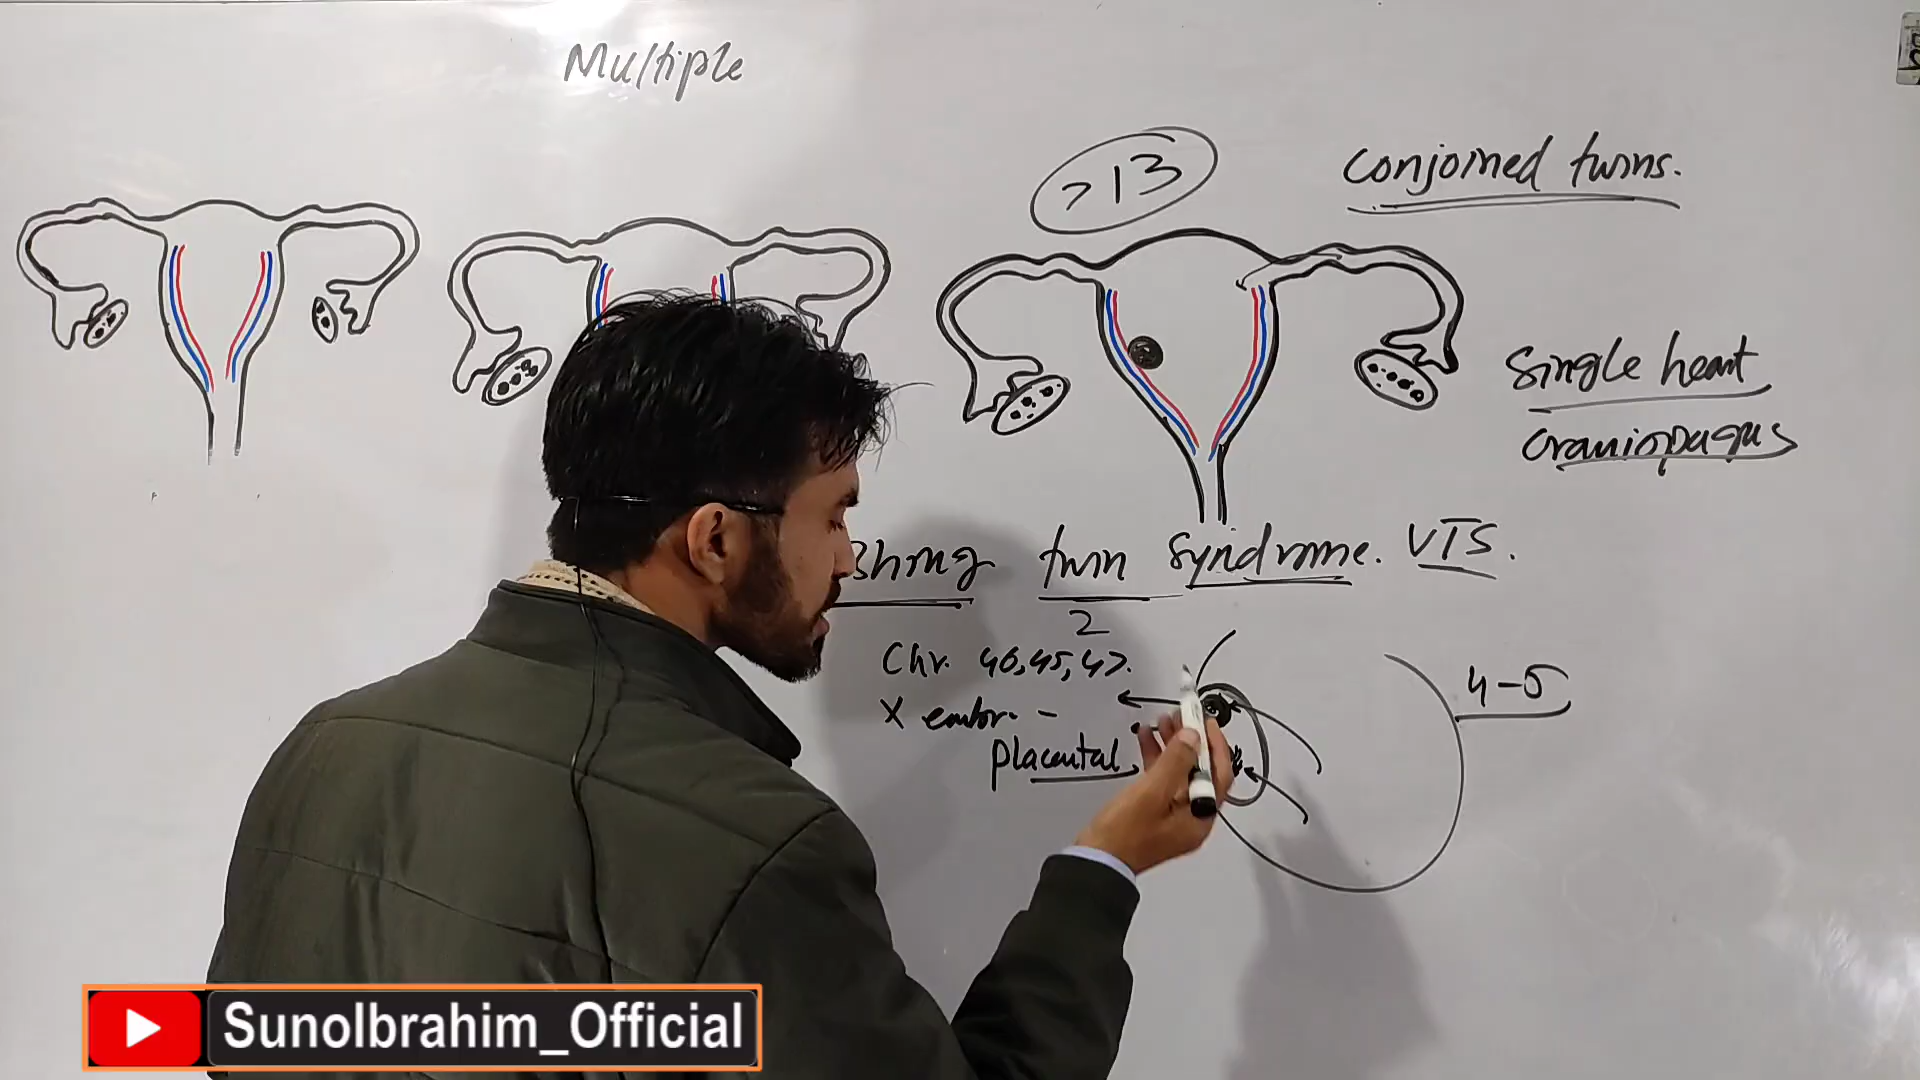 Multiple
>13
Conjoined twins.
Single heart
Craniopagus
shing twin Syndrome. VTS.
2
Chr. 46,45,47.
X embr. -
Placental
4-5
SunoIbrahim_Official